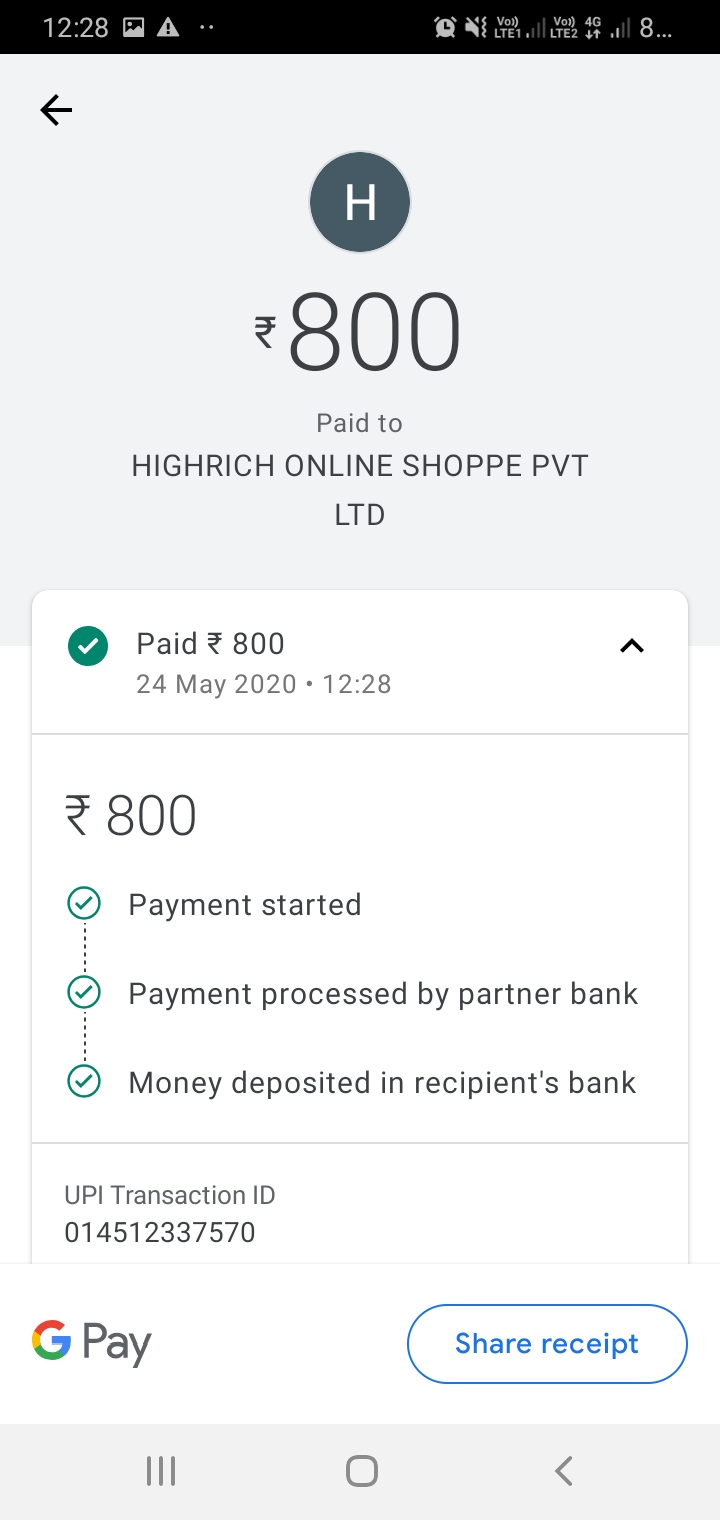 12:28
Vo)) LTE1 Vo)) LTE2 4G 8...
H
₹800
Paid to
HIGHRICH ONLINE SHOPPE PVT
LTD
Paid ₹ 800
24 May 2020 • 12:28
₹ 800
Payment started
Payment processed by partner bank
Money deposited in recipient's bank
UPI Transaction ID
014512337570
G Pay
Share receipt